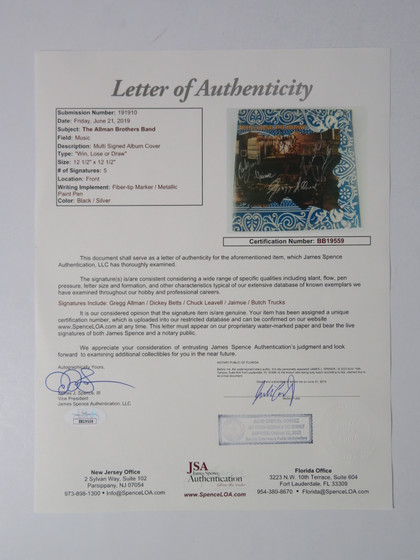 Letter of Authenticity
Submission Number: 191910
Date: Friday, June 21, 2019
Subject: The Allman Brothers Band
Field: Music
Description: Multi Signed Album Cover
Type: "Win, Lose or Draw"
Size: 12 1/2" x 12 1/2"
# of Signatures: 5
Location: Front
Writing Implement: Fiber-tip Marker / Metallic
Paint Pen
Color: Black / Silver
Certification Number: BB19559
This document shall serve as a letter of authenticity for the aforementioned item, which James Spence
Authentication, LLC has thoroughly examined.
The signature(s) is/are consistent considering a wide range of specific qualities including slant, flow, pen
pressure, letter size and formation, and other characteristics typical of our extensive database of known exemplars we
have examined throughout our hobby and professional careers.
Signatures Include: Gregg Allman / Dickey Betts / Chuck Leavell / Jaimoe / Butch Trucks
It is our considered opinion that the signature item is/are genuine. Your item has been assigned a unique
certification number, which is uploaded into our restricted database and can be confirmed on our website
www.SpenceLOA.com at any time. This letter must appear on our proprietary water-marked paper and bear the live
signatures of both James Spence and a notary public.
We appreciate your consideration of entrusting James Spence Authentication's judgment and look
forward to examining additional collectibles for you in the near future.
Authoritatively Yours,
James J. Spence, III
Vice President
James Spence Authentication, LLC
BB19559
NOTARY PUBLIC OF FLORIDA
New Jersey Office
2 Sylvan Way, Suite 102
Parsippany, NJ 07054
973-898-1300 • Info@SpenceLOA.com
JSA
James Spence
Authentication
www.SpenceLOA.com
Florida Office
3223 N.W. 10th Terrace, Suite 604
Fort Lauderdale, FL 33309
954-380-8670 • Florida@SpenceLOA.com